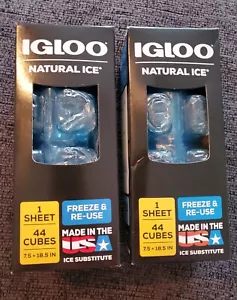 IGLOO
NATURAL ICE®
1
SHEET
44
CUBES
7.5 × 18.5 IN
FREEZE &
RE-USE
MADE IN THE
USA
ICE SUBSTITUTE
IGLOO
NATURAL ICE®
1
SHEET
44
CUBES
7.5 × 18.5 IN
FREEZE &
RE-USE
MADE IN THE
USA
ICE SUBSTITUTE